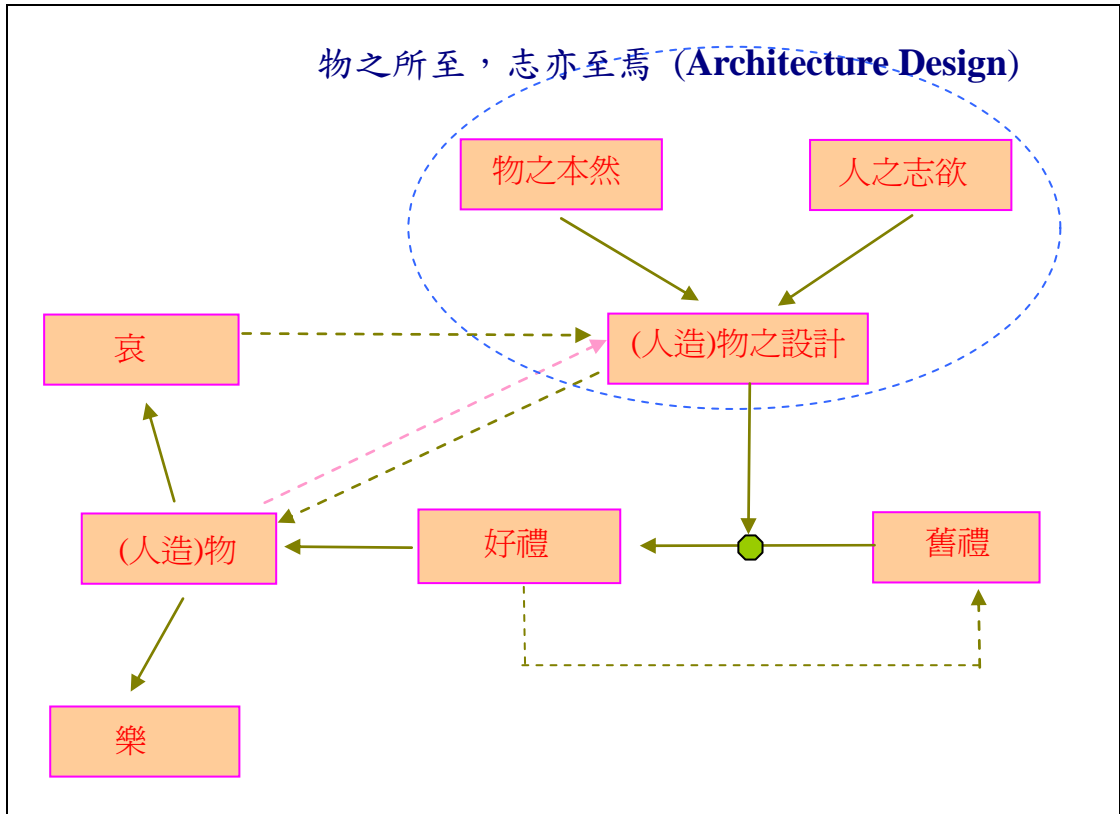 物之所至，志亦至焉 (Architecture Design)
物之本然
人之志欲
哀
(人造)物之設計
(人造)物
好禮
舊禮
樂